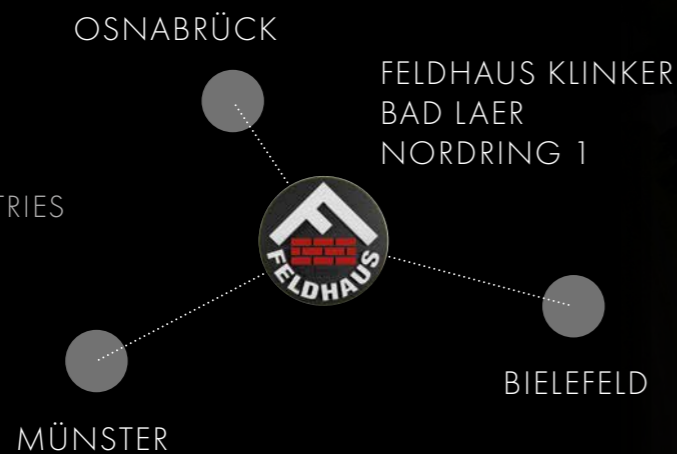 OSNABRÜCK
FELDHAUS KLINKER
BAD LAER
NORDRING 1
TRIES
FELDHAUS
BIELEFELD
MÜNSTER